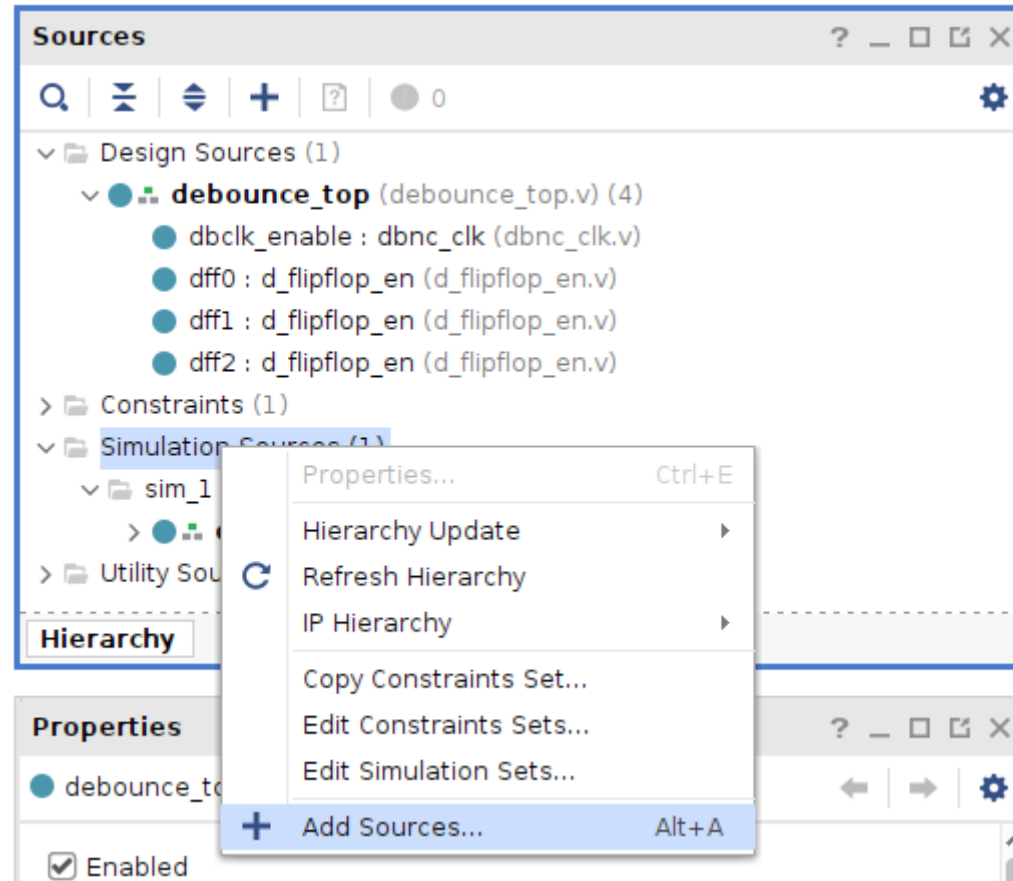 Sources
0
Design Sources (1)
debounce_top (debounce_top.v) (4)
dbclk_enable : dbnc_clk (dbnc_clk.v)
dff0 : d_flipflop_en (d_flipflop_en.v)
dff1 : d_flipflop_en (d_flipflop_en.v)
dff2 : d_flipflop_en (d_flipflop_en.v)
Constraints (1)
Simulation Sources (1)
Properties... Ctrl+E
sim_1
Hierarchy Update
Utility Sou
Refresh Hierarchy
IP Hierarchy
Hierarchy
Copy Constraints Set...
Edit Constraints Sets...
Properties
Edit Simulation Sets...
debounce_to
Add Sources... Alt+A
Enabled